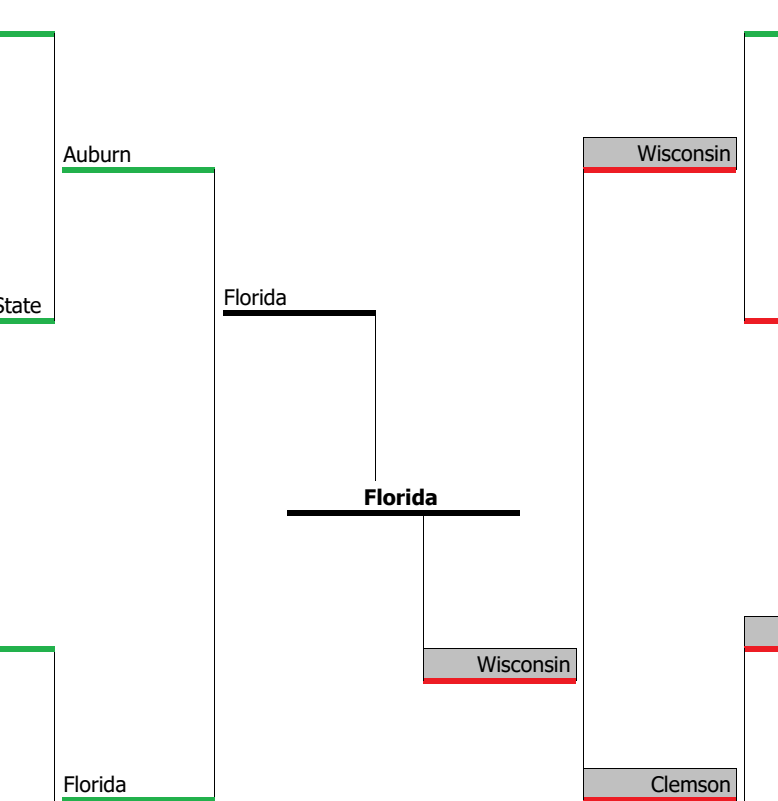 Auburn
Wisconsin
State
Florida
Florida
Wisconsin
Florida
Clemson